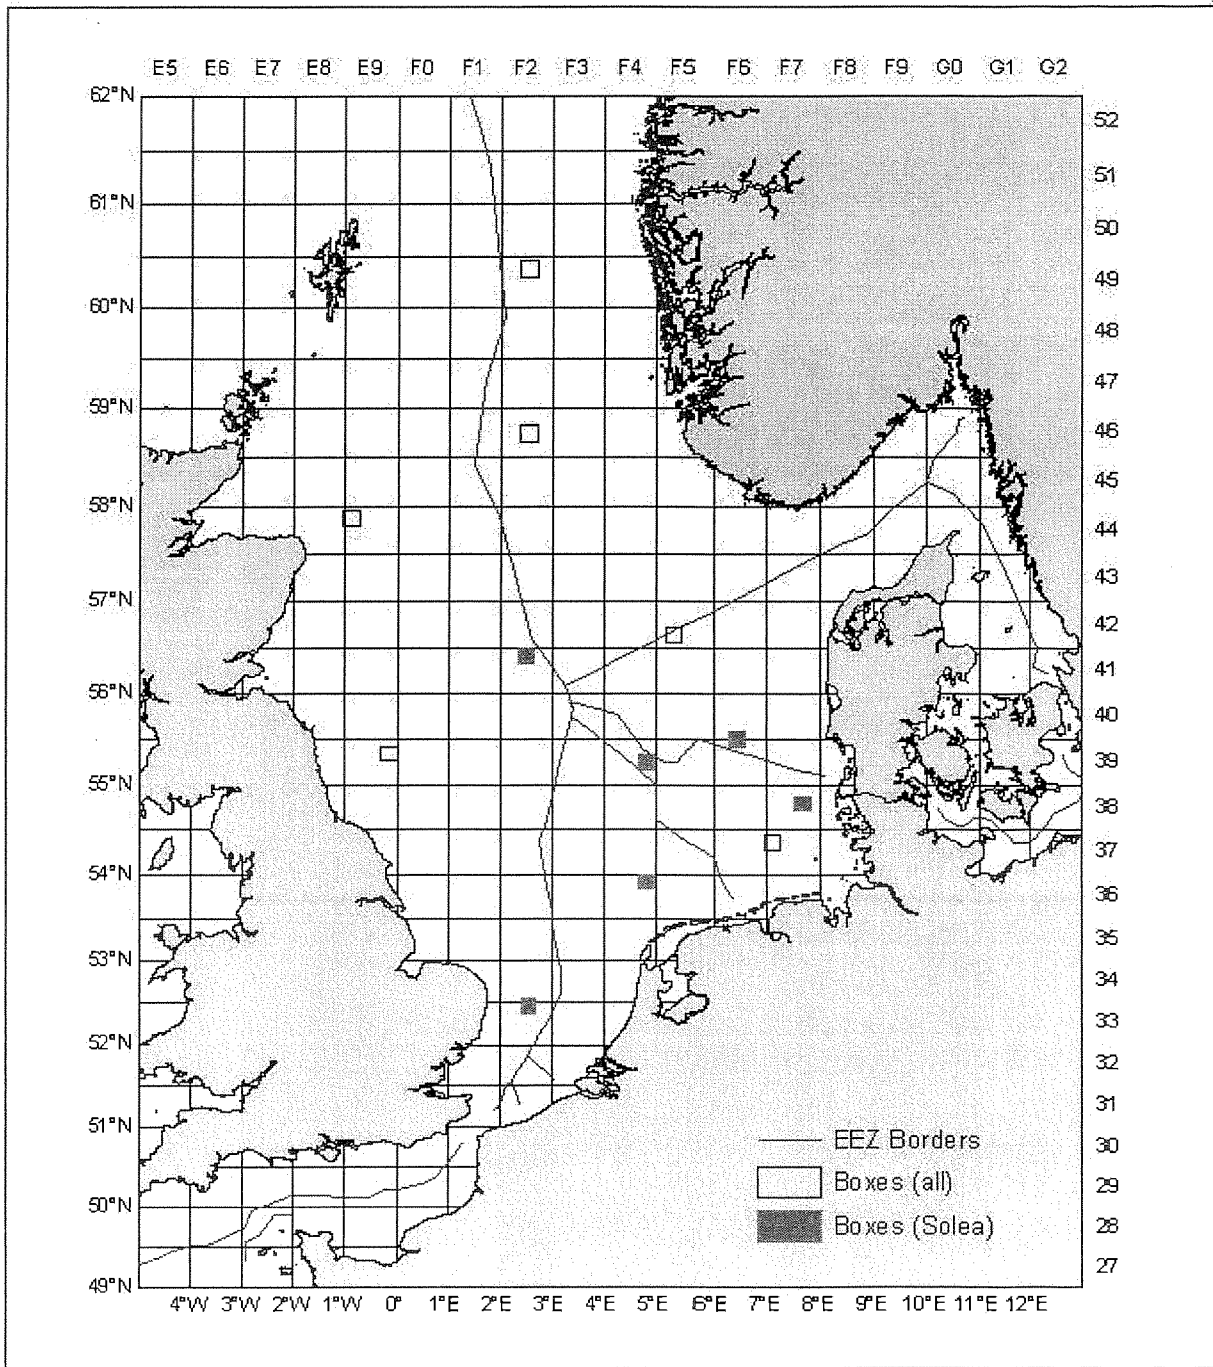 E5 E6 E7 E8 E9 F0 F1 F2 F3 F4 F5 F6 F7 F8 F9 G0 G1 G2
62°N
52
51
61°N
50
49
60°N
48
47
59°N
46
45
58°N
44
43
57°N
42
41
56°N
40
39
55°N
38
37
54°N
36
35
53°N
34
33
52°N
32
31
51°N
EEZ Borders
30
Boxes (all)
29
50°N
Boxes (Solea)
28
27
49°N
4°W 3°W 2°W 1°W 0° 1°E 2°E 3°E 4°E 5°E 6°E 7°E 8°E 9°E 10°E 11°E 12°E